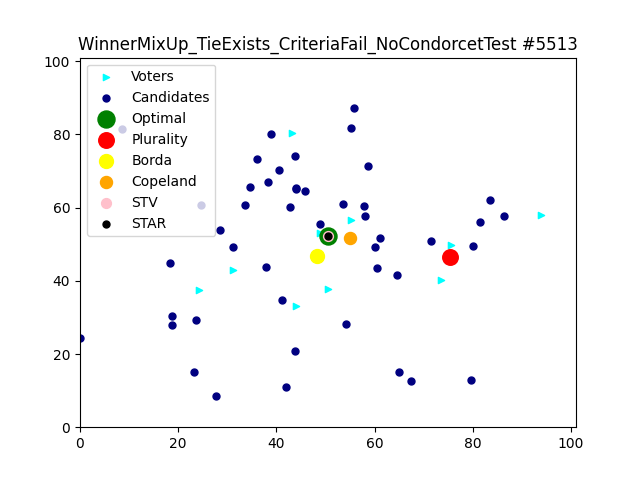 WinnerMixUp_TieExists_CriteriaFail_NoCondorcetTest #5513
100
80
60
40
20
0
Voters
Candidates
Optimal
Plurality
Borda
Copeland
STV
STAR
0 20 40 60 80 100